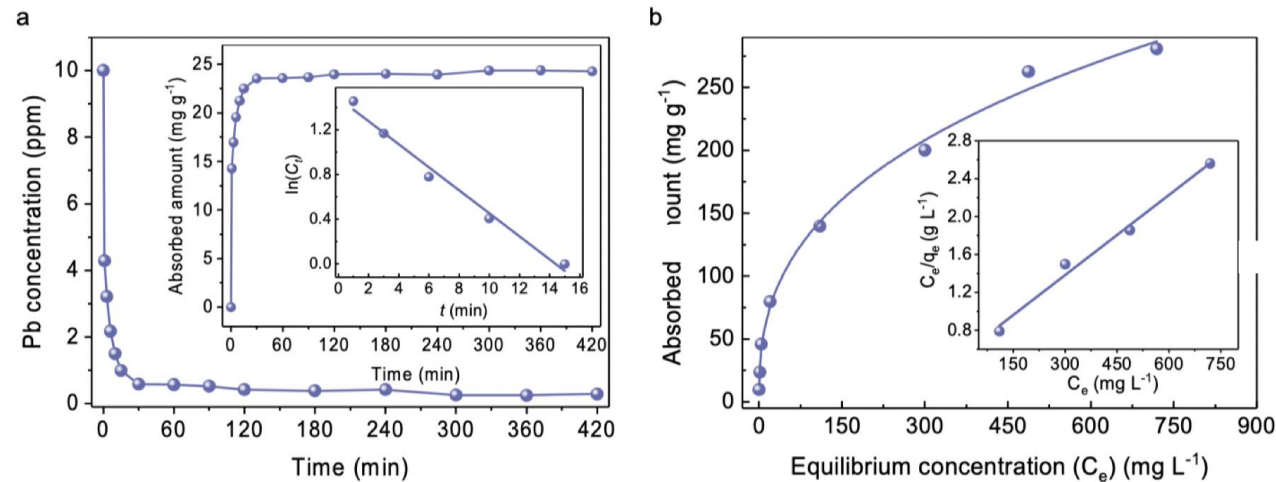 a
Pb concentration (ppm)
10
8
6
4
2
0
0 60 120 180 240 300 360 420
Time (min)
Absorbed amount (mg g⁻¹)
25
20
15
10
5
0
0 60 120 180 240 300 360 420
Time (min)
ln(Cₜ)
1.2
0.8
0.4
0.0
0 2 4 6 8 10 12 14 16
t (min)
b
Absorbed
ount (mg g⁻¹)
250
200
150
100
50
0
0 150 300 450 600 750 900
Equilibrium concentration (Cₑ) (mg L⁻¹)
Cₑ/qₑ (g L⁻¹)
2.8
2.4
2.0
1.6
1.2
0.8
150 300 450 600 750
Cₑ (mg L⁻¹)